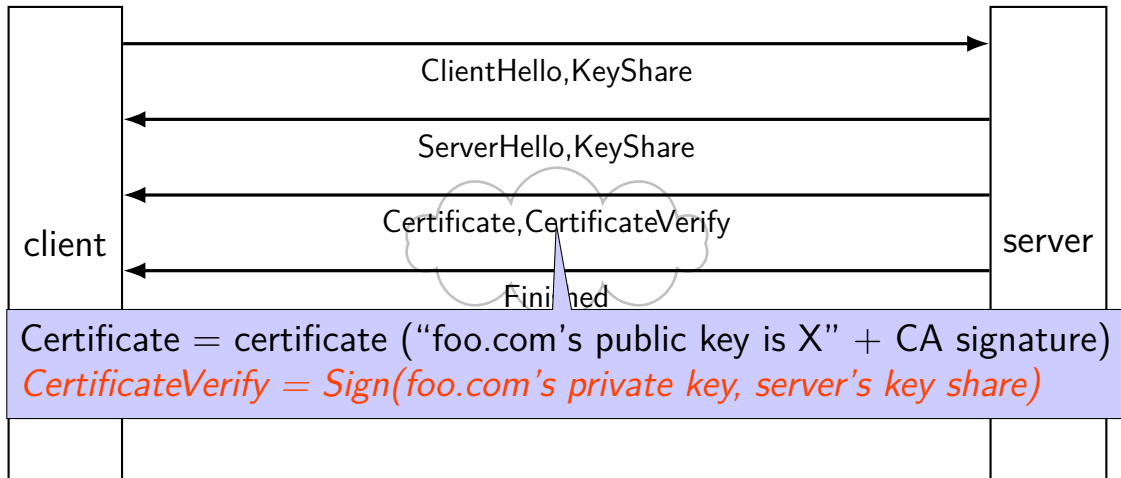 ClientHello,KeyShare
ServerHello,KeyShare
Certificate,CertificateVerify
client
server
Finished
Certificate = certificate (“foo.com’s public key is X” + CA signature)
CertificateVerify = Sign(foo.com’s private key, server’s key share)